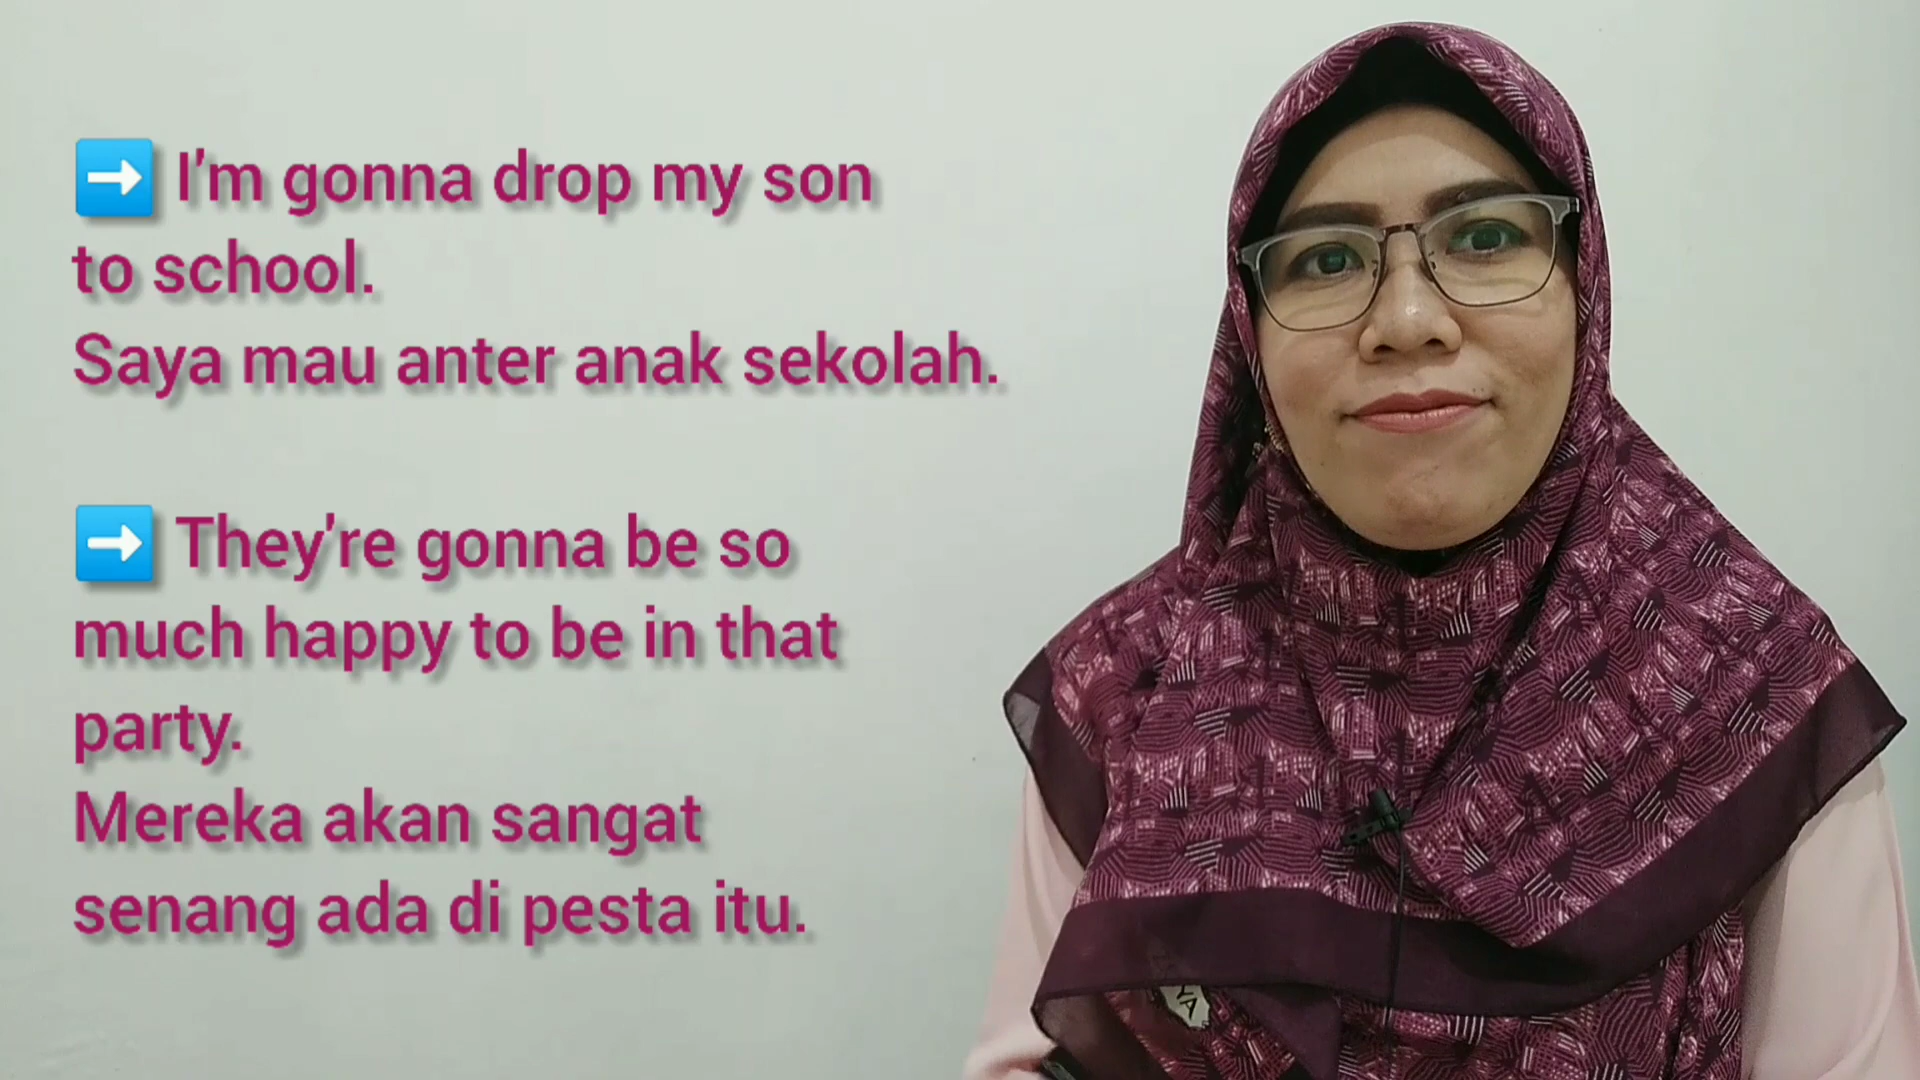 ➡ I'm gonna drop my son
to school.
Saya mau anter anak sekolah.
➡ They're gonna be so
much happy to be in that
party.
Mereka akan sangat
senang ada di pesta itu.